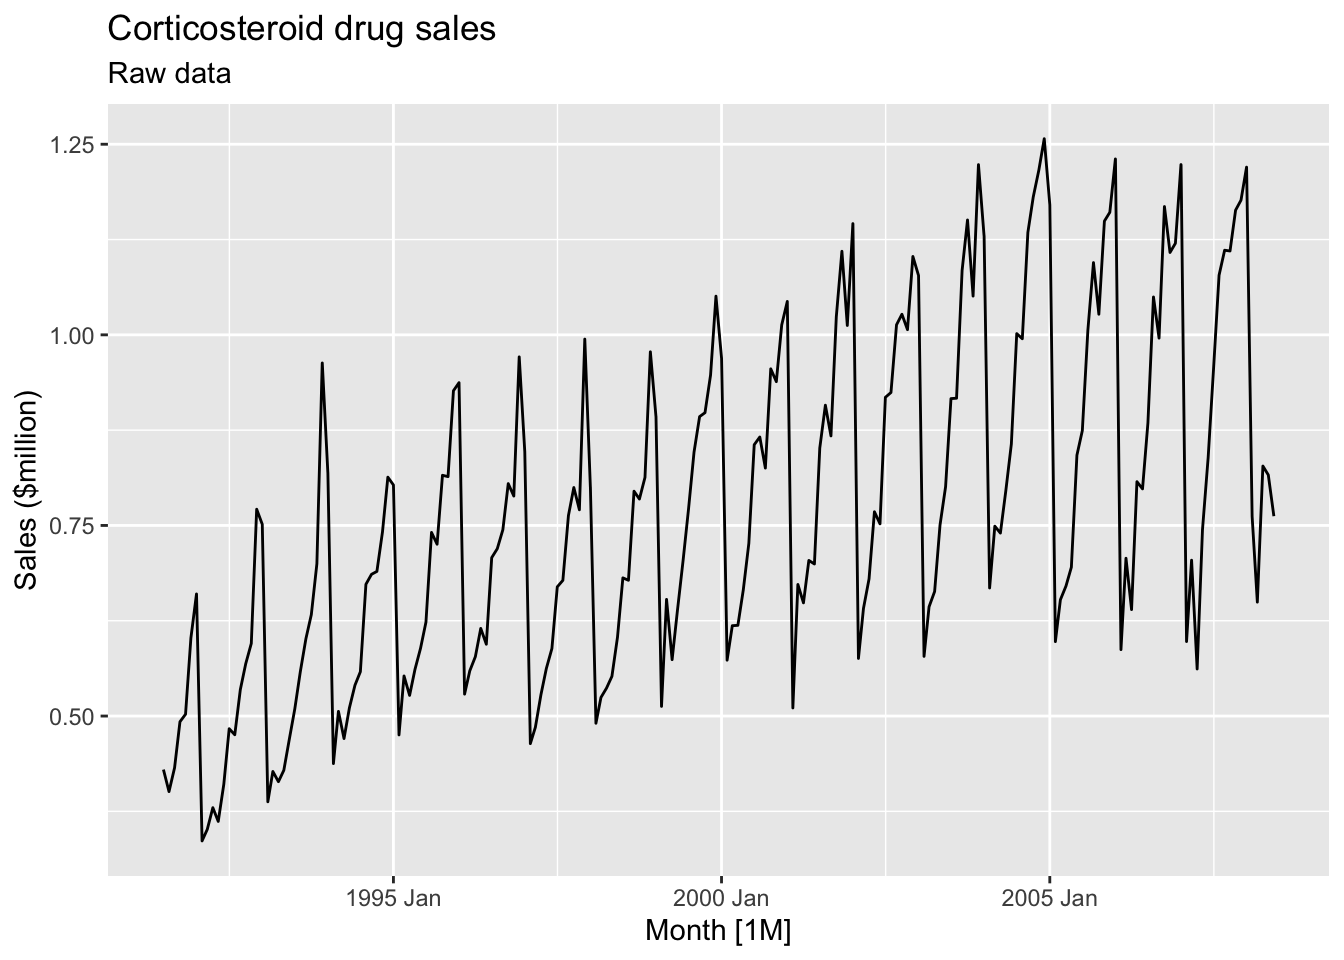 Corticosteroid drug sales
Raw data
Sales ($million)
1.25
1.00
0.75
0.50
1995 Jan
2000 Jan
2005 Jan
Month [1M]